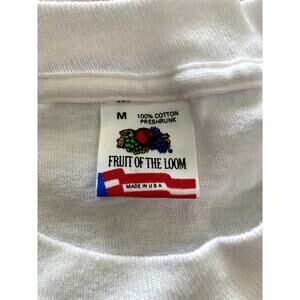 M 100% COTTON
PRESHRUNK
FRUIT OF THE LOOM
MADE IN U S A